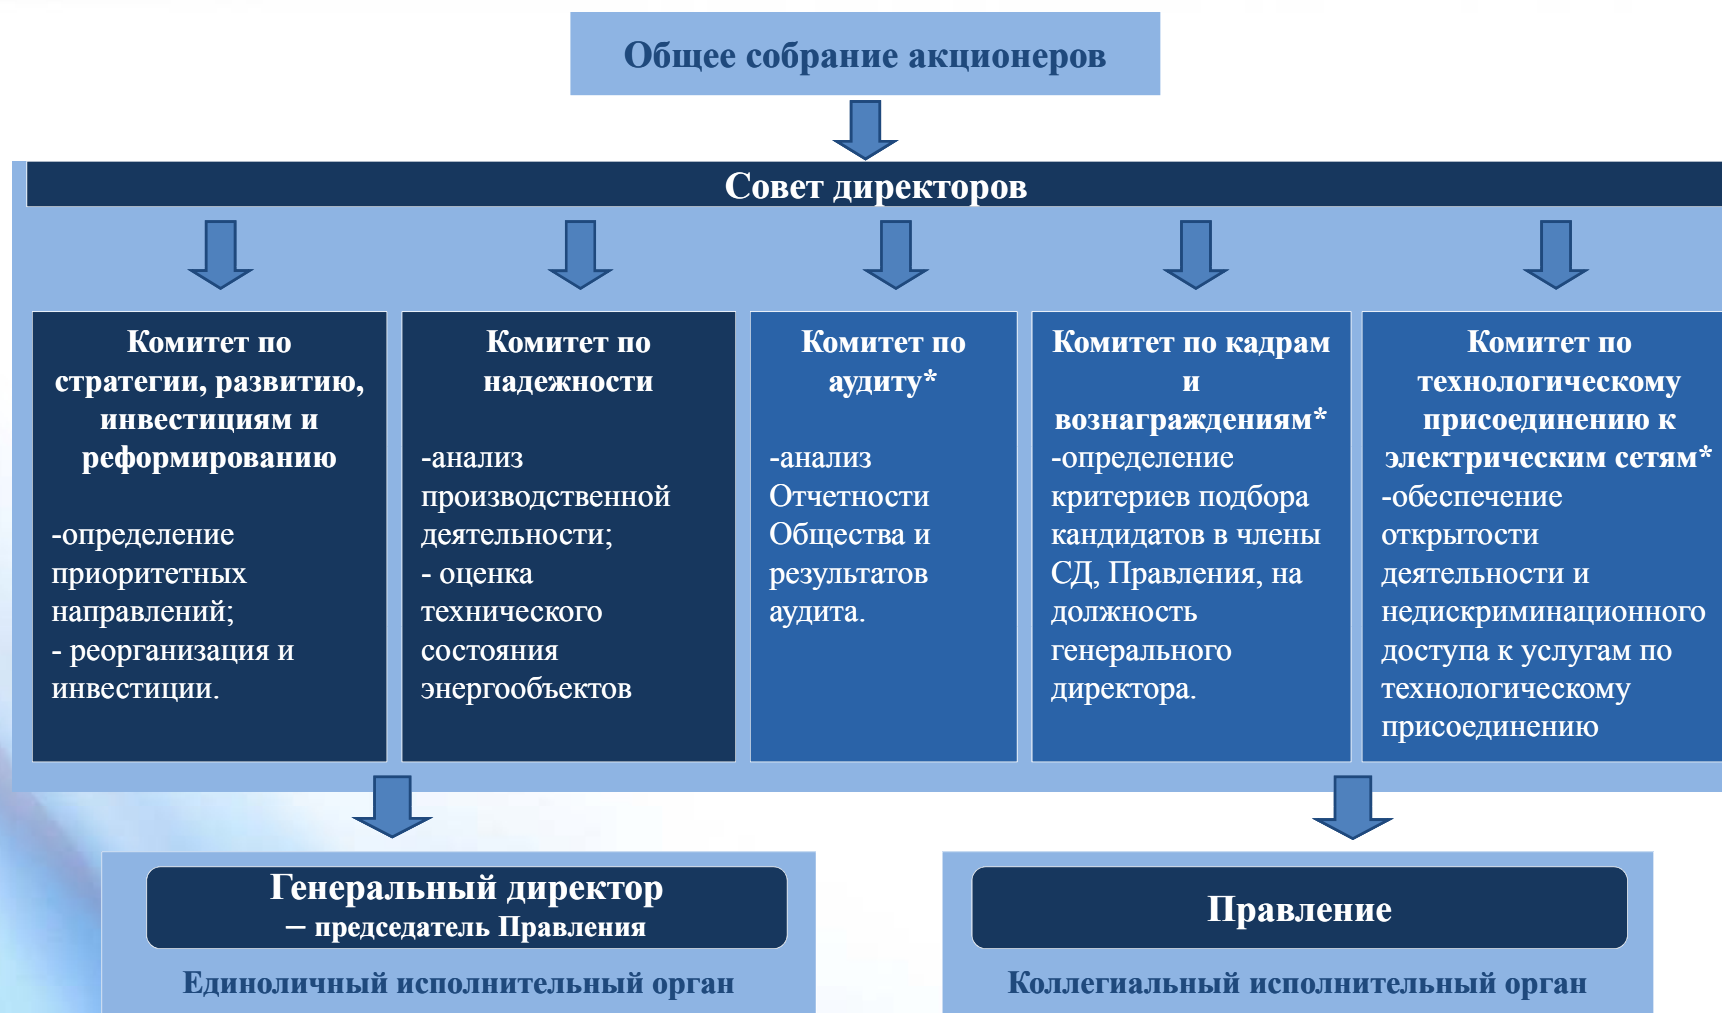 Общее собрание акционеров
Совет директоров
Комитет по
стратегии, развитию,
инвестициям и
реформированию
-определение
приоритетных
направлений;
- реорганизация и
инвестиции.
Комитет по
надежности
-анализ
производственной
деятельности;
- оценка
технического
состояния
энергообъектов
Комитет по
аудиту*
-анализ
Отчетности
Общества и
результатов
аудита.
Комитет по кадрам
и
вознаграждениям*
-определение
критериев подбора
кандидатов в члены
СД, Правления, на
должность
генерального
директора.
Комитет по
технологическому
присоединению к
электрическим сетям*
-обеспечение
открытости
деятельности и
недискриминационного
доступа к услугам по
технологическому
присоединению
Генеральный директор
– председатель Правления
Единоличный исполнительный орган
Правление
Коллегиальный исполнительный орган